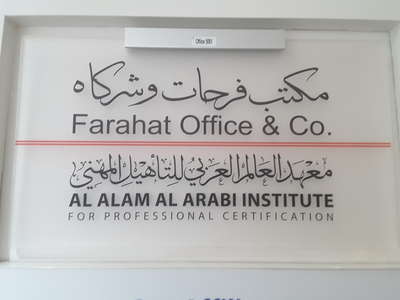 مكتب فرحات وشركاه
Farahat Office & Co.
معهد العالم العربي للتأهيل المهني
AL ALAM AL ARABI INSTITUTE
FOR PROFESSIONAL CERTIFICATION